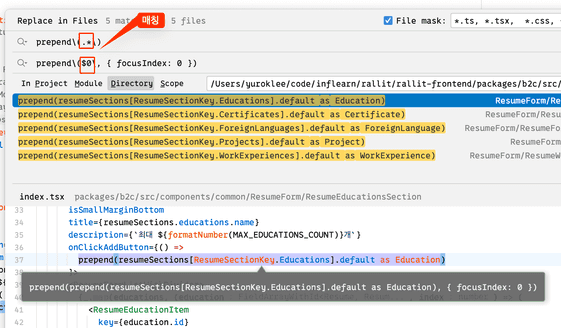 Replace in Files 5 mat 5 files
File mask: *.ts, *.tsx, *.css,
매칭
prepend\(.*\)
prepend\($0\, { focusIndex: 0 })
In Project Module Directory Scope /Users/yuroklee/code/inflearn/rallit/rallit-frontend/packages/b2c/src/
prepend(resumeSections[ResumeSectionKey.Educations].default as Education) ResumeForm/Re
prepend(resumeSections[ResumeSectionKey.Certificates].default as Certificate) ResumeForm/Resu
prepend(resumeSections[ResumeSectionKey.ForeignLanguages].default as ForeignLanguage) ResumeForm/ResumeF
prepend(resumeSections[ResumeSectionKey.Projects].default as Project) ResumeForm
prepend(resumeSections[ResumeSectionKey.WorkExperiences].default as WorkExperience) ResumeForm/ResumeW
index.tsx packages/b2c/src/components/common/ResumeForm/ResumeEducationsSection
33 isSmallMarginBottom
34 title={resumeSections.educations.name}
35 description={`최대 ${formatNumber(MAX_EDUCATIONS_COUNT)}개`}
36 onClickAddButton={() =>
37 prepend(resumeSections[ResumeSectionKey.Educations].default as Education)
prepend(prepend(resumeSections[ResumeSectionKey.Educations].default as Education), { focusIndex: 0 })
40 <ResumeEducationItem
41 key={education.id}